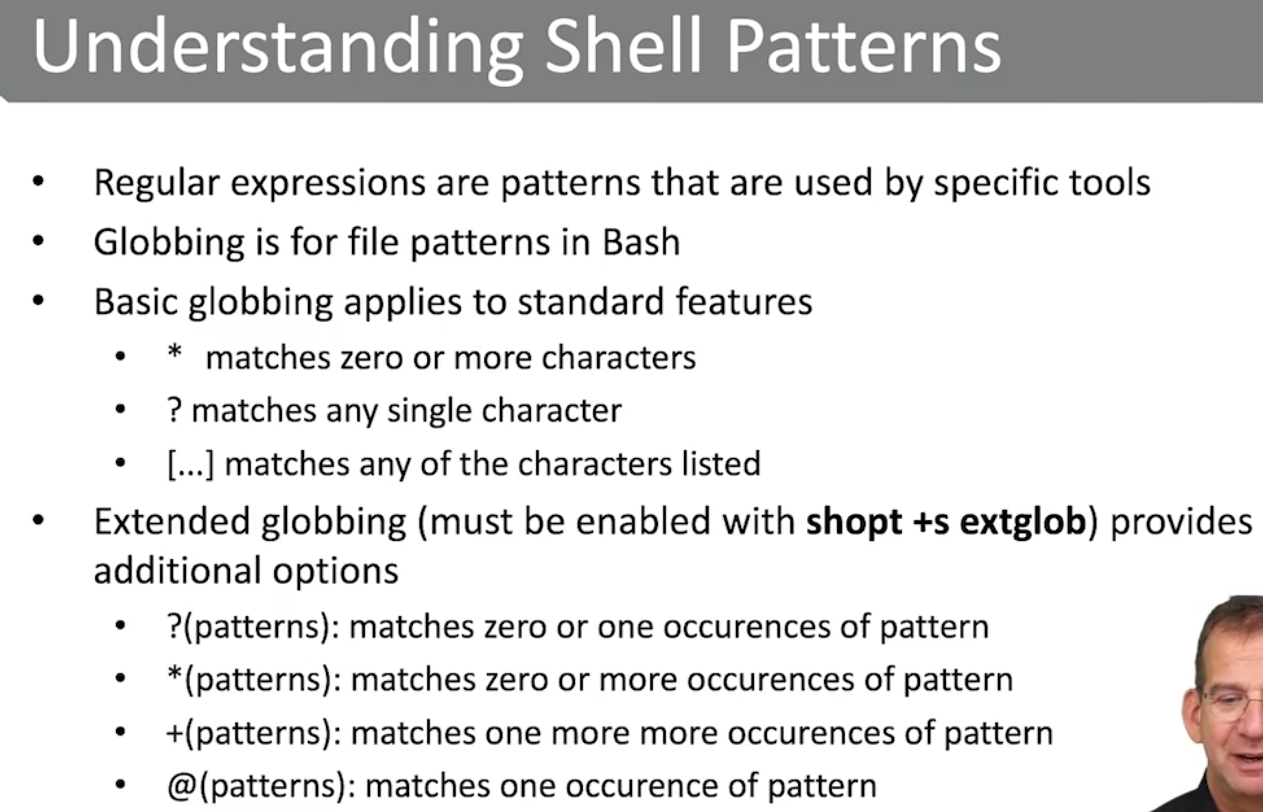 Understanding Shell Patterns
• Regular expressions are patterns that are used by specific tools
• Globbing is for file patterns in Bash
• Basic globbing applies to standard features
• * matches zero or more characters
• ? matches any single character
• [...] matches any of the characters listed
• Extended globbing (must be enabled with shopt +s extglob) provides
additional options
• ?(patterns): matches zero or one occurences of pattern
• *(patterns): matches zero or more occurences of pattern
• +(patterns): matches one more more occurences of pattern
• @(patterns): matches one occurence of pattern